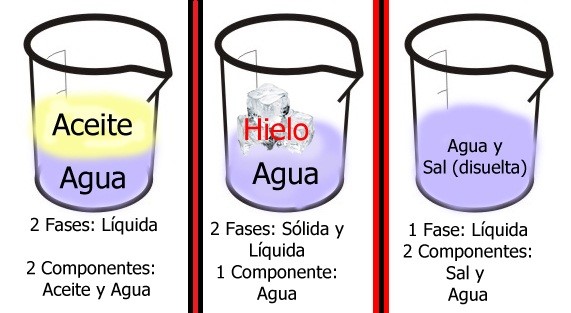 Aceite
Agua
2 Fases: Líquida
2 Componentes:
Aceite y Agua
Hielo
Agua
2 Fases: Sólida y
Líquida
1 Componente:
Agua
Agua y
Sal (disuelta)
1 Fase: Líquida
2 Componentes:
Sal y
Agua